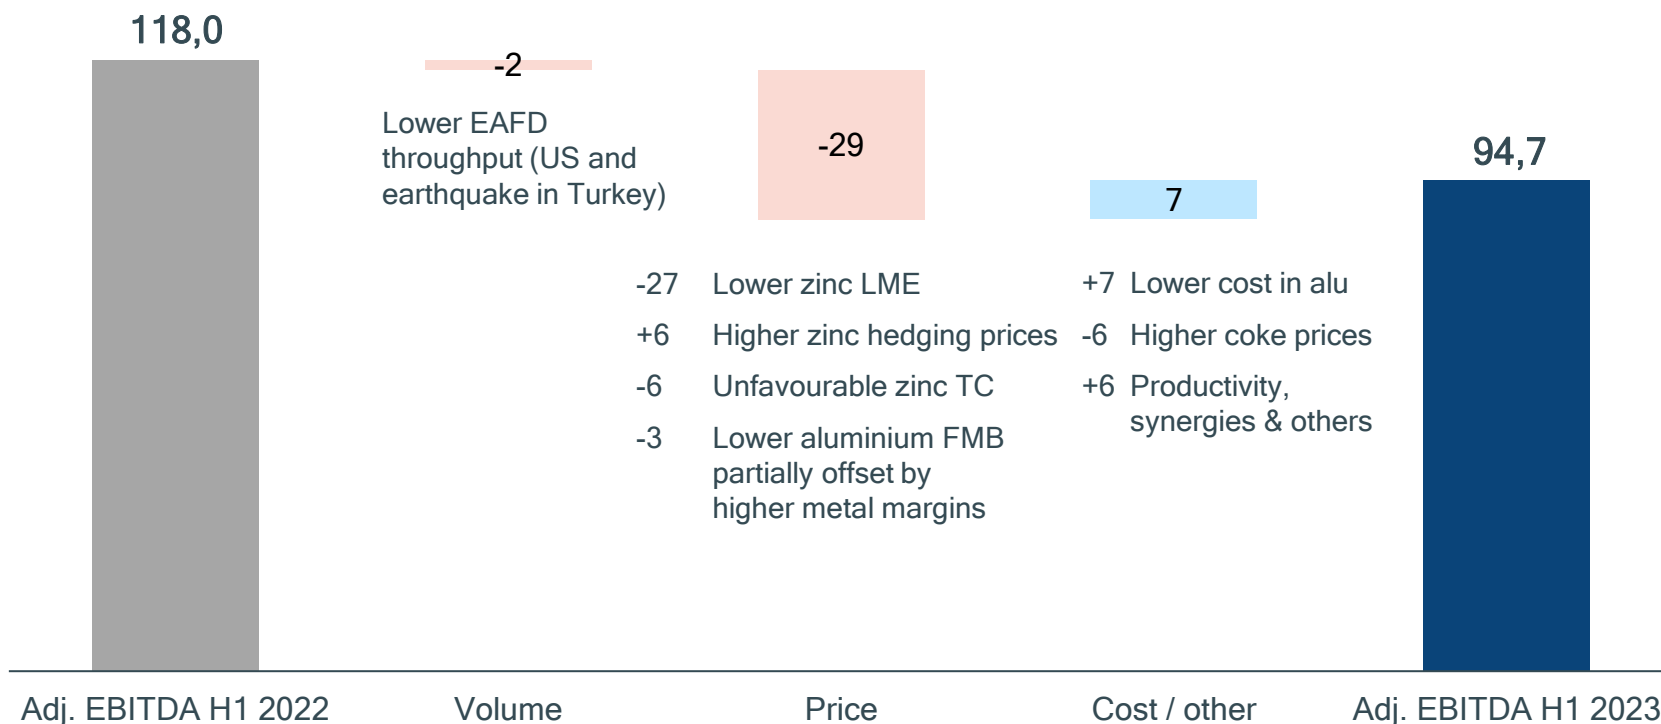 118,0
-2
Lower EAFD
throughput (US and
earthquake in Turkey)
-29
-27 Lower zinc LME
+6 Higher zinc hedging prices
-6 Unfavourable zinc TC
-3 Lower aluminium FMB
partially offset by
higher metal margins
7
+7 Lower cost in alu
-6 Higher coke prices
+6 Productivity,
synergies & others
94,7
Adj. EBITDA H1 2022
Volume
Price
Cost / other
Adj. EBITDA H1 2023